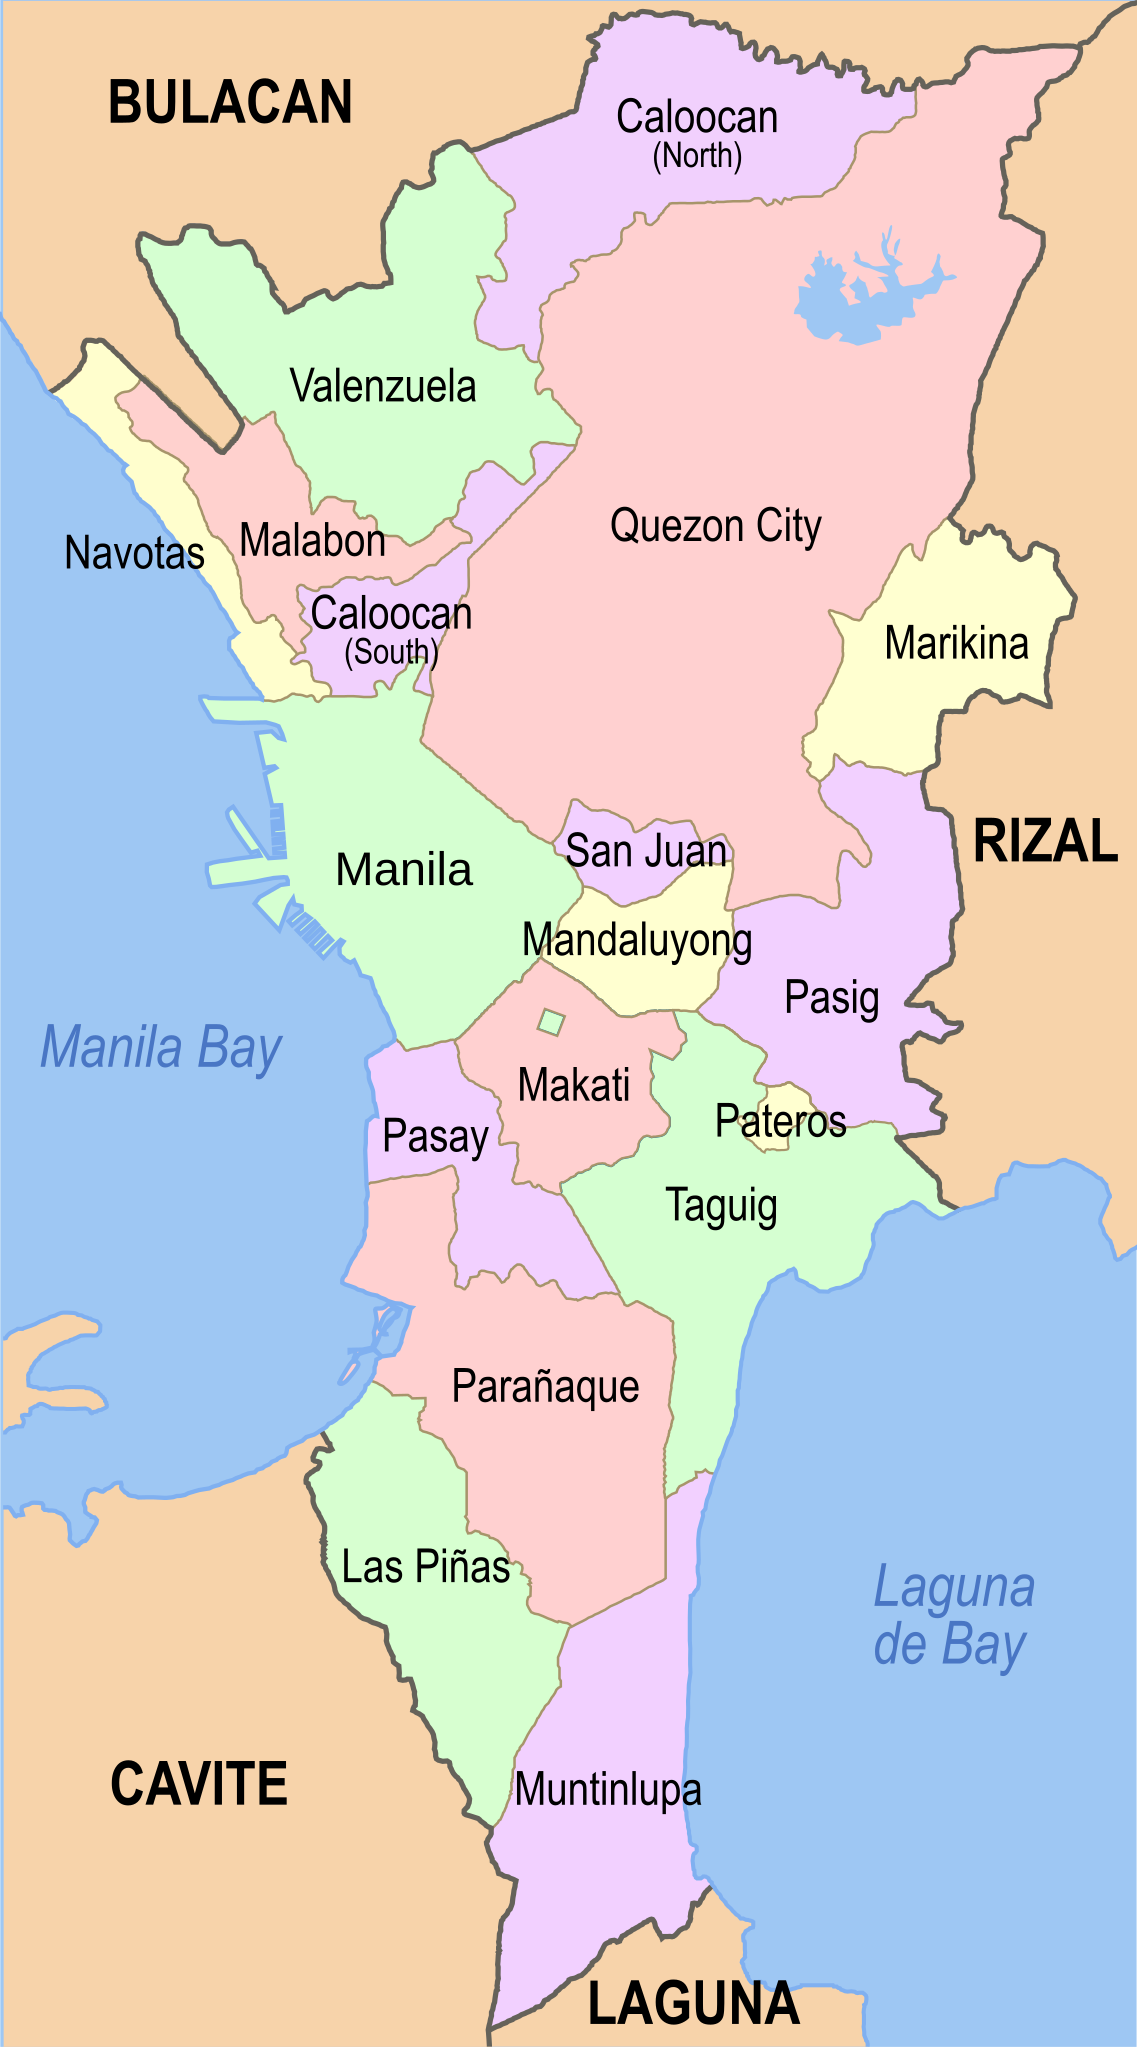 BULACAN
Caloocan
(North)
Valenzuela
Quezon City
Malabon
Navotas
Caloocan
(South)
Marikina
RIZAL
San Juan
Manila
Mandaluyong
Pasig
Manila Bay
Makati
Pateros
Pasay
Taguig
Parañaque
Las Piñas
Laguna
de Bay
CAVITE
Muntinlupa
LAGUNA